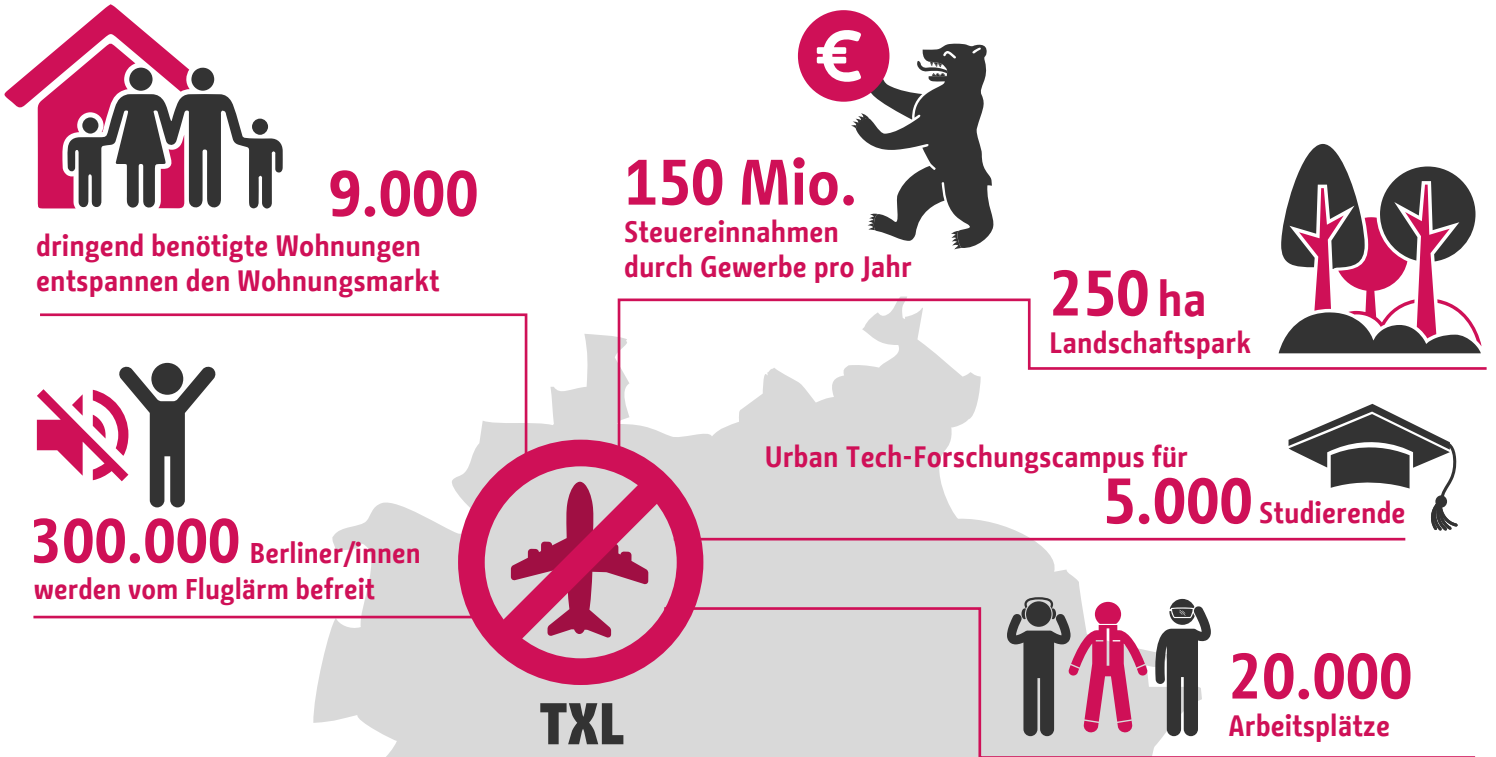 9.000
dringend benötigte Wohnungen
entspannen den Wohnungsmarkt
€
150 Mio.
Steuereinnahmen
durch Gewerbe pro Jahr
250 ha
Landschaftspark
300.000 Berliner/innen
werden vom Fluglärm befreit
Urban Tech-Forschungscampus für
5.000 Studierende
TXL
20.000
Arbeitsplätze